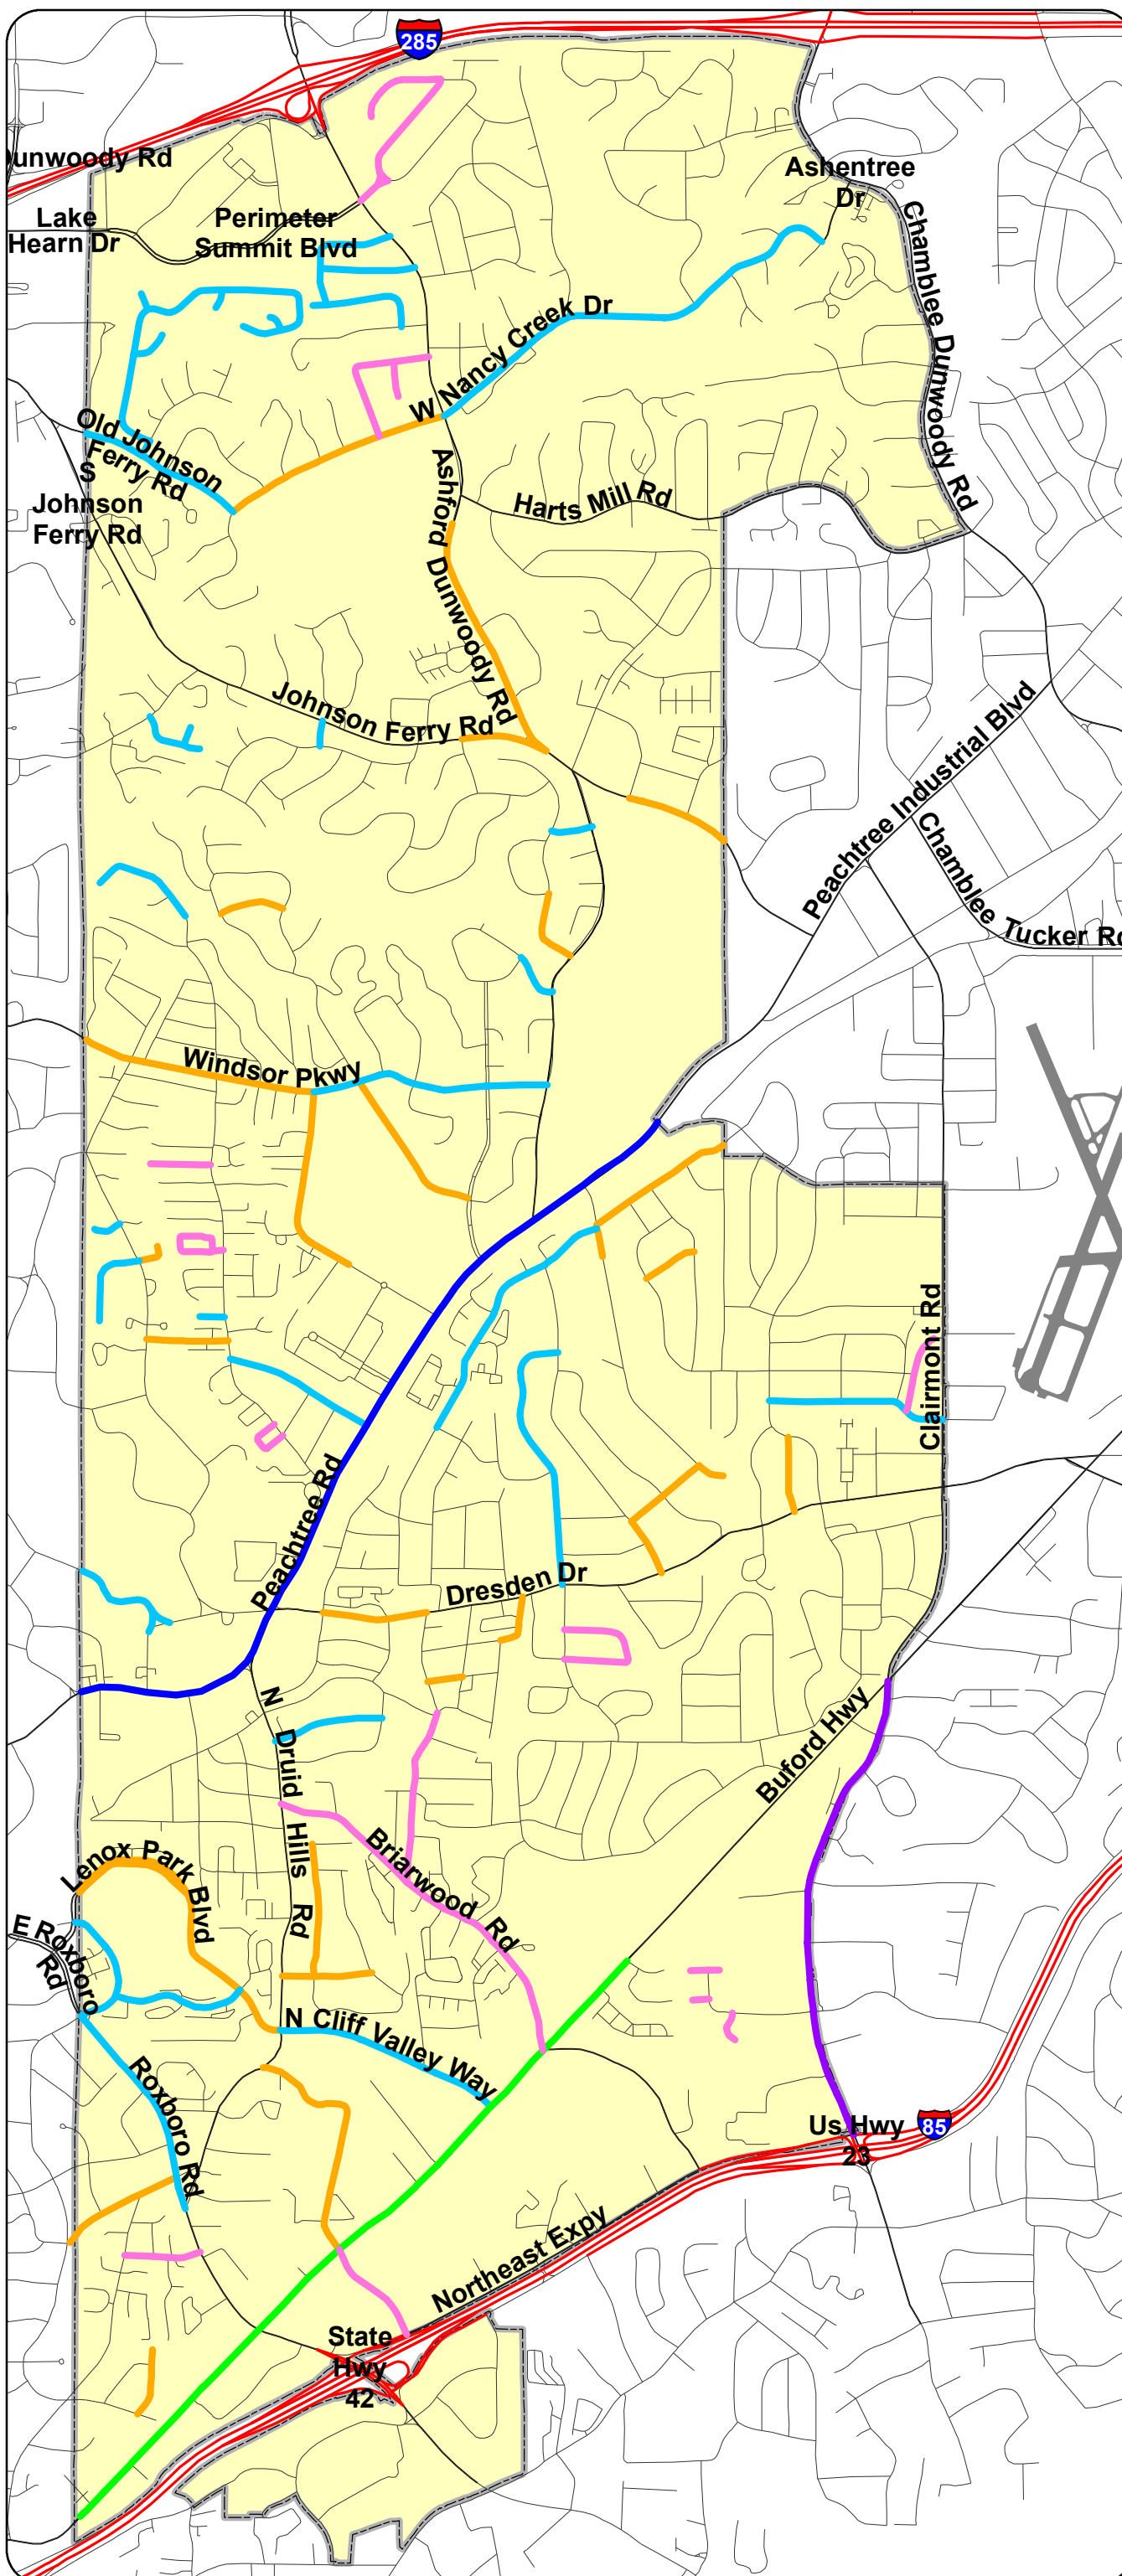 285
Dunwoody Rd
Ashentree
Dr
Lake
Hearn Dr
Perimeter
Summit Blvd
Chamblee Dunwoody Rd
W Nancy Creek Dr
Old Johnson
Ferry Rd
S
Johnson
Ferry Rd
Harts Mill Rd
Ashford Dunwoody Rd
Johnson Ferry Rd
Peachtree Industrial Blvd
Chamblee Tucker Rd
Windsor Pkwy
Clairmont Rd
Peachtree Rd
Dresden Dr
N Druid Hills Rd
Buford Hwy
Lenox Park Blvd
Briarwood Rd
E Roxboro
Rd
N Cliff Valley Way
Roxboro Rd
Us Hwy
23
85
Northeast Expy
State
Hwy
42